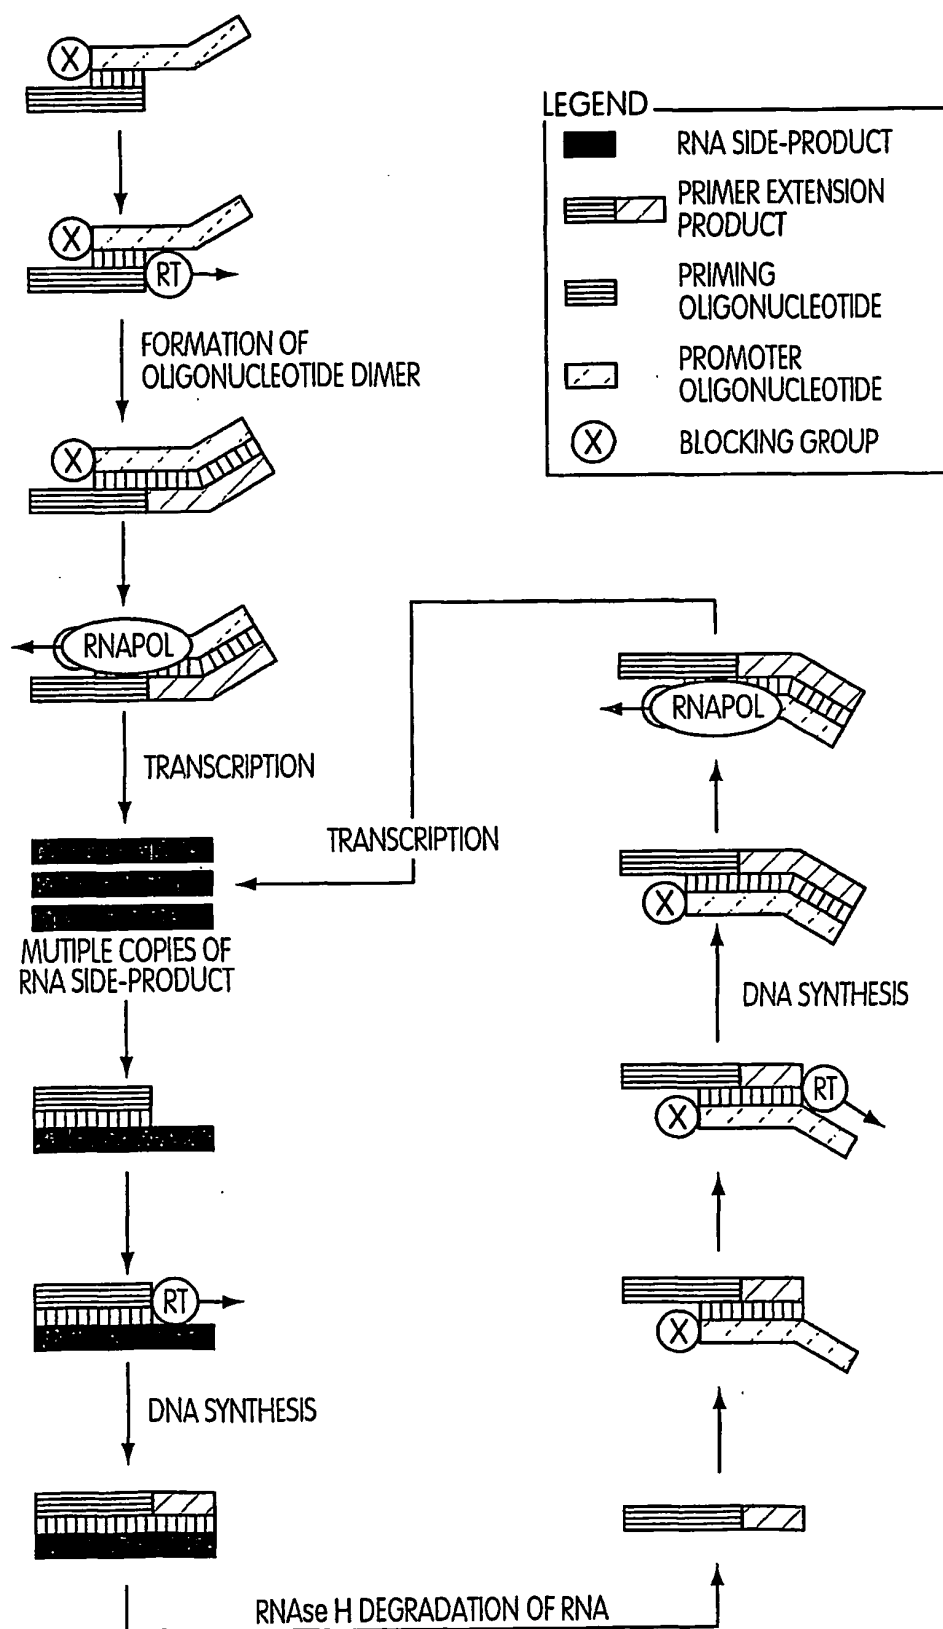 X
X
RT
FORMATION OF
OLIGONUCLEOTIDE DIMER
X
RNAPOL
TRANSCRIPTION
MUTIPLE COPIES OF
RNA SIDE-PRODUCT
RT
DNA SYNTHESIS
RNAse H DEGRADATION OF RNA
X
X
RT
DNA SYNTHESIS
X
RNAPOL
TRANSCRIPTION
LEGEND
RNA SIDE-PRODUCT
PRIMER EXTENSION
PRODUCT
PRIMING
OLIGONUCLEOTIDE
PROMOTER
OLIGONUCLEOTIDE
X
BLOCKING GROUP